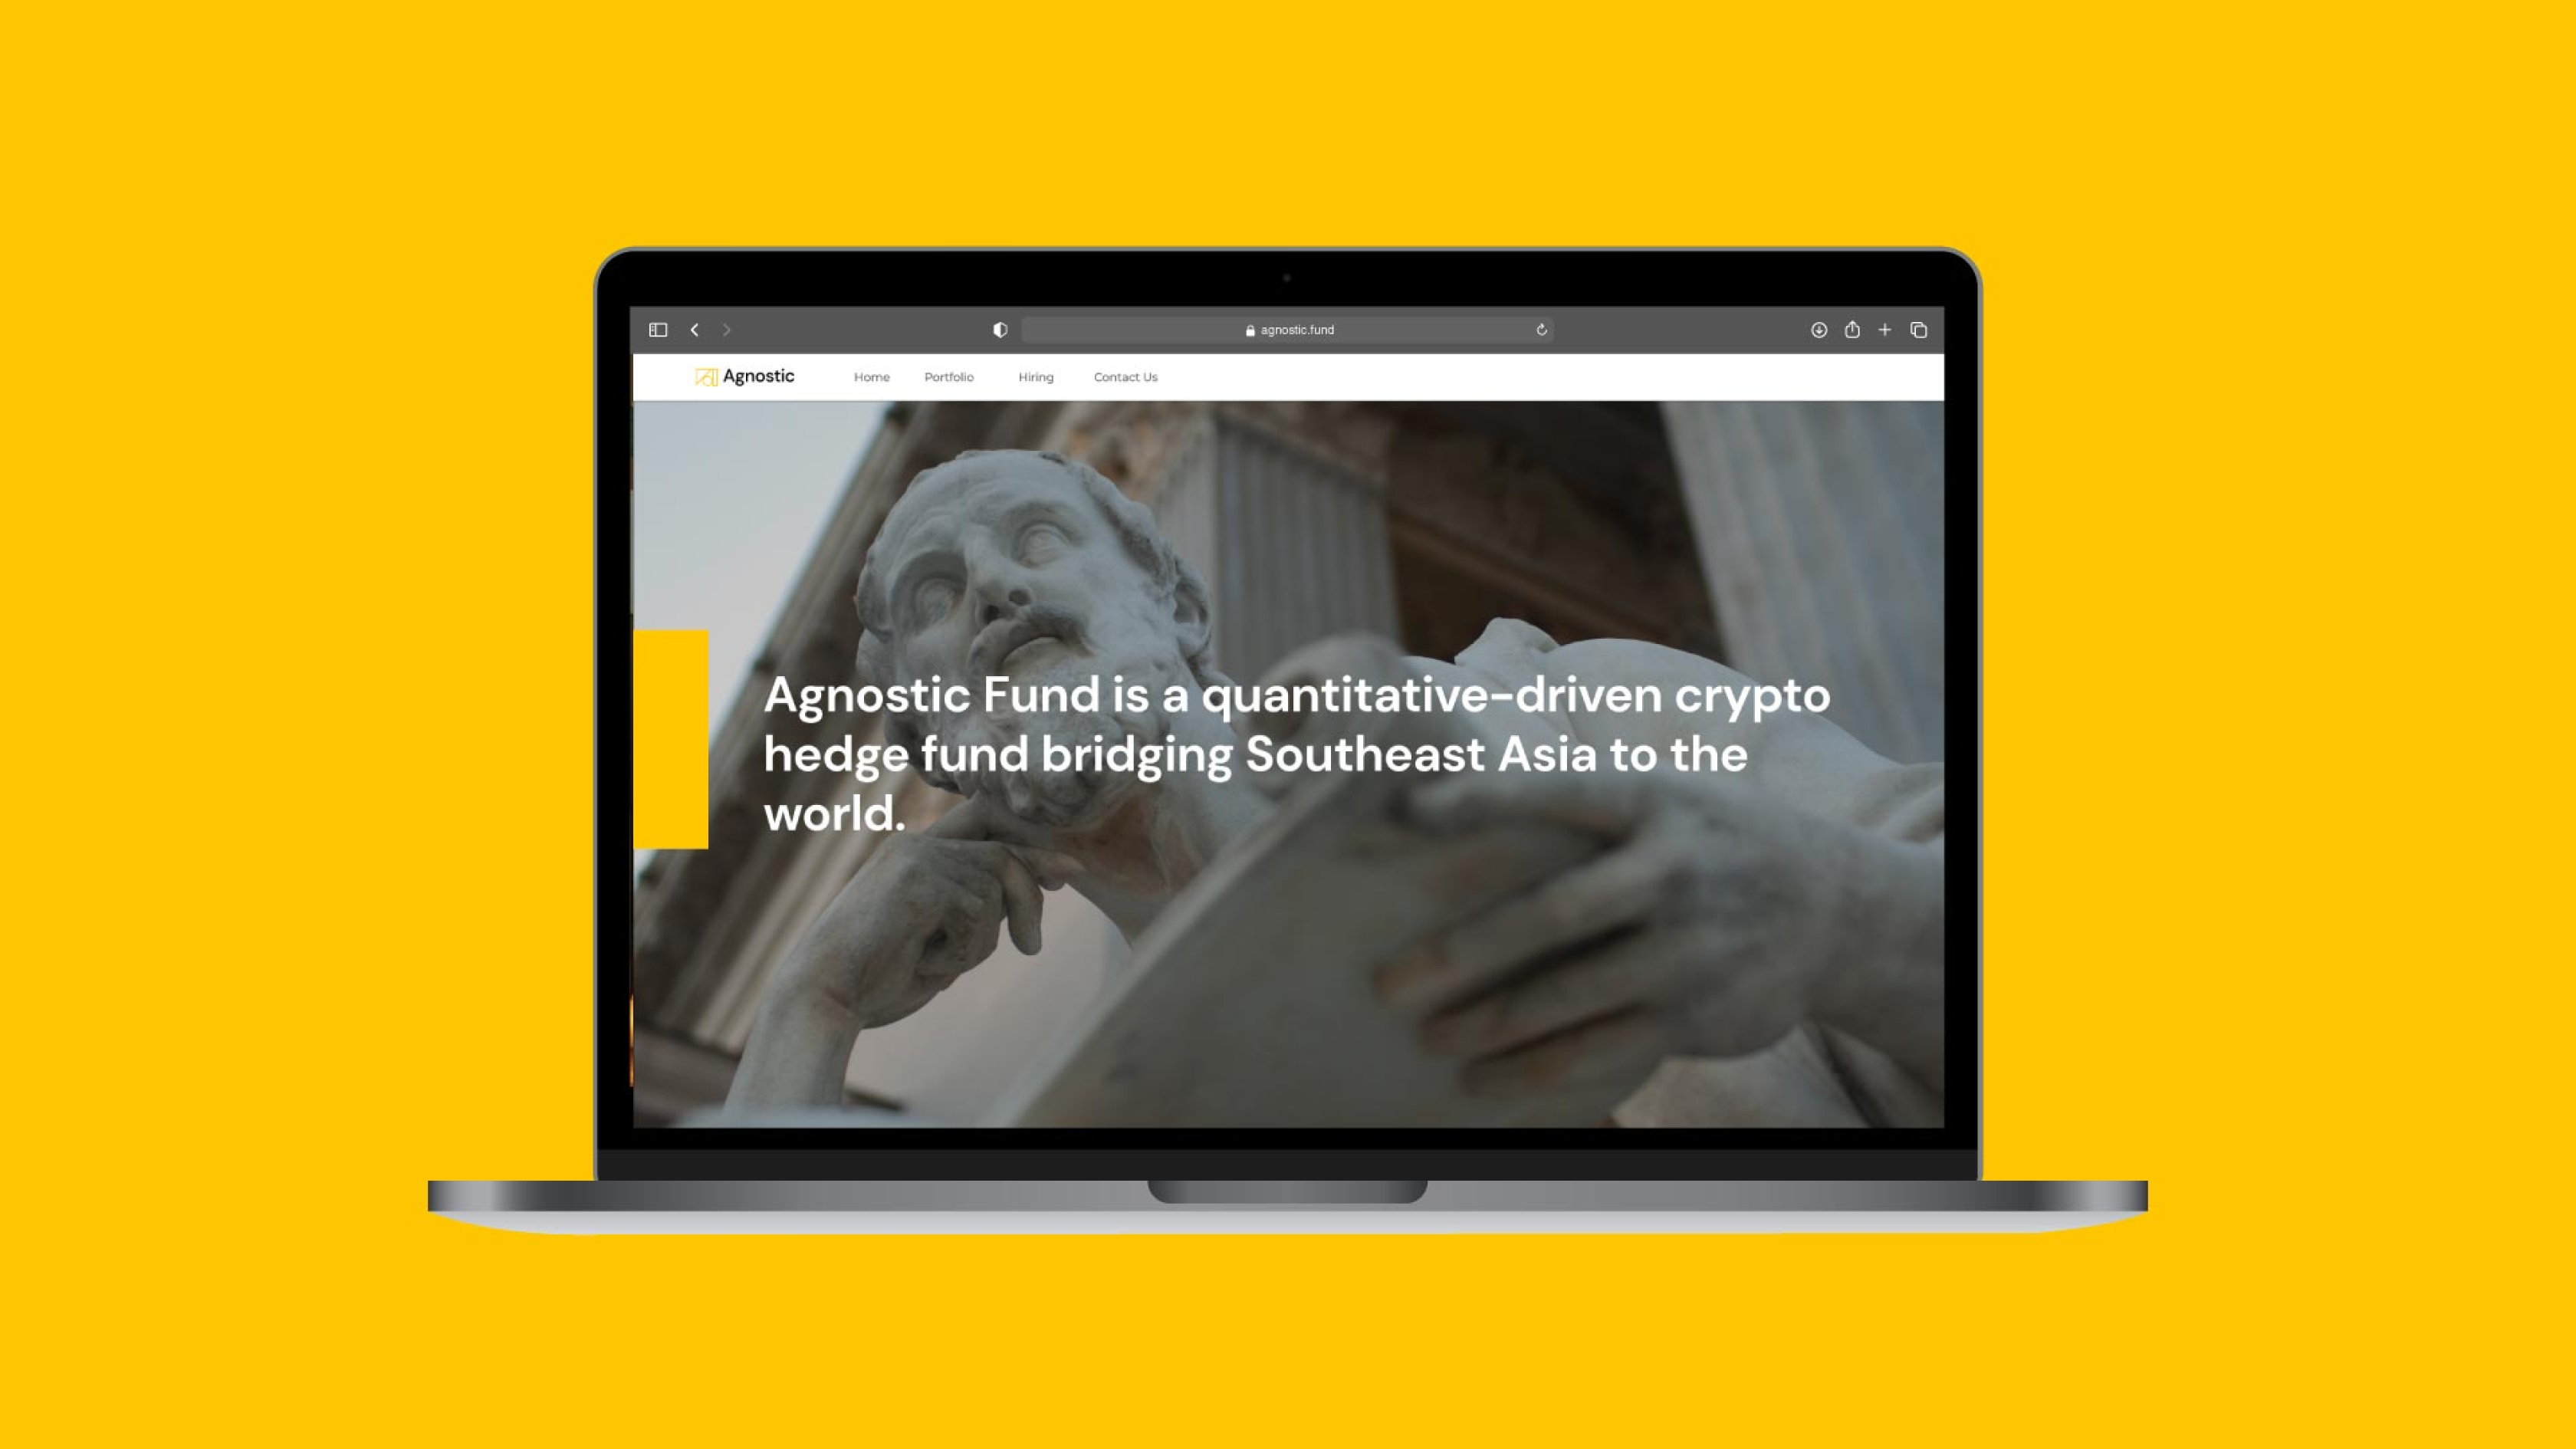 agnostic.fund
Agnostic
Home
Portfolio
Hiring
Contact Us
Agnostic Fund is a quantitative-driven crypto
hedge fund bridging Southeast Asia to the
world.